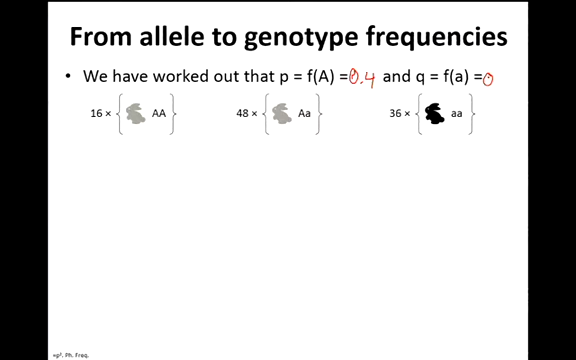 From allele to genotype frequencies
• We have worked out that p = f(A) =0.4 and q = f(a) =0
16 × { AA } 48 × { Aa } 36 × { aa }
=p². Ph. Freq.